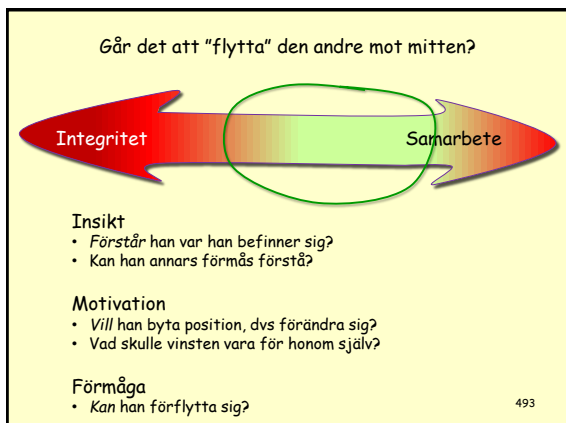 Går det att ”flytta” den andre mot mitten?
Integritet
Samarbete
Insikt
• Förstår han var han befinner sig?
• Kan han annars förmås förstå?
Motivation
• Vill han byta position, dvs förändra sig?
• Vad skulle vinsten vara för honom själv?
Förmåga
• Kan han förflytta sig?
493